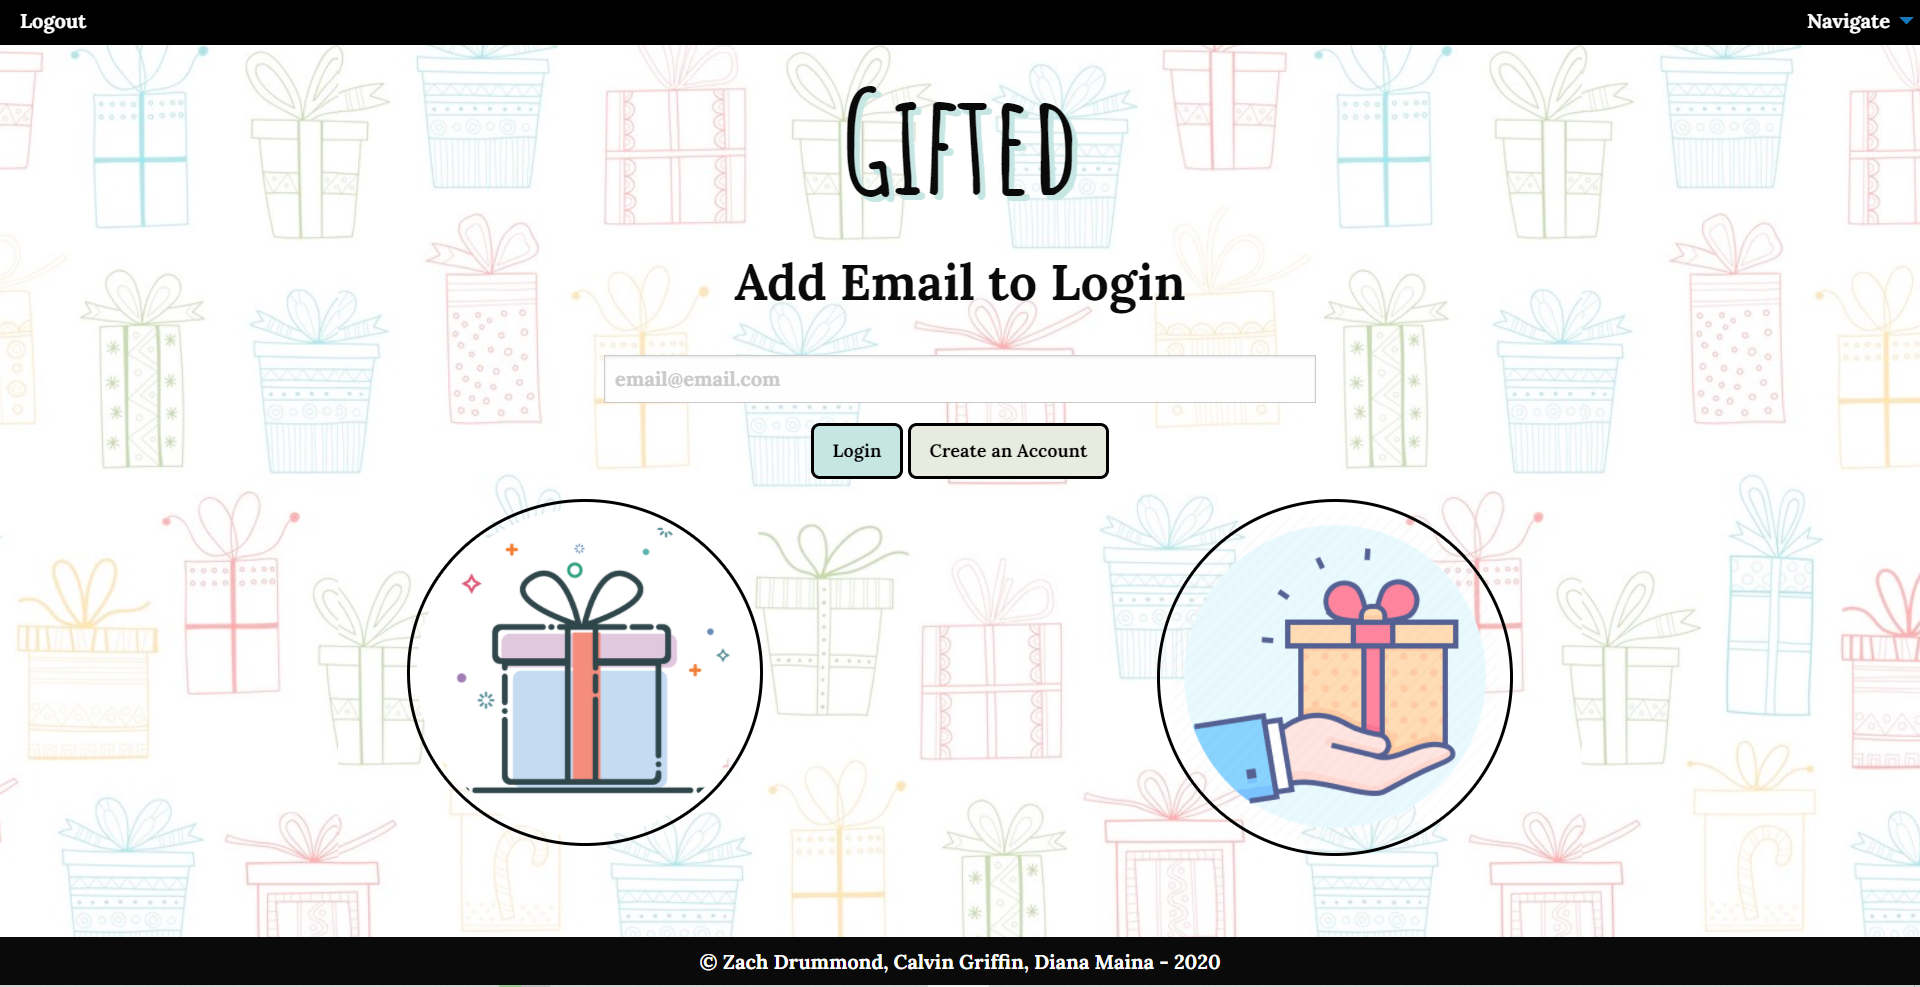 Logout
Navigate
Gifted
Add Email to Login
email@email.com
Login
Create an Account
© Zach Drummond, Calvin Griffin, Diana Maina - 2020